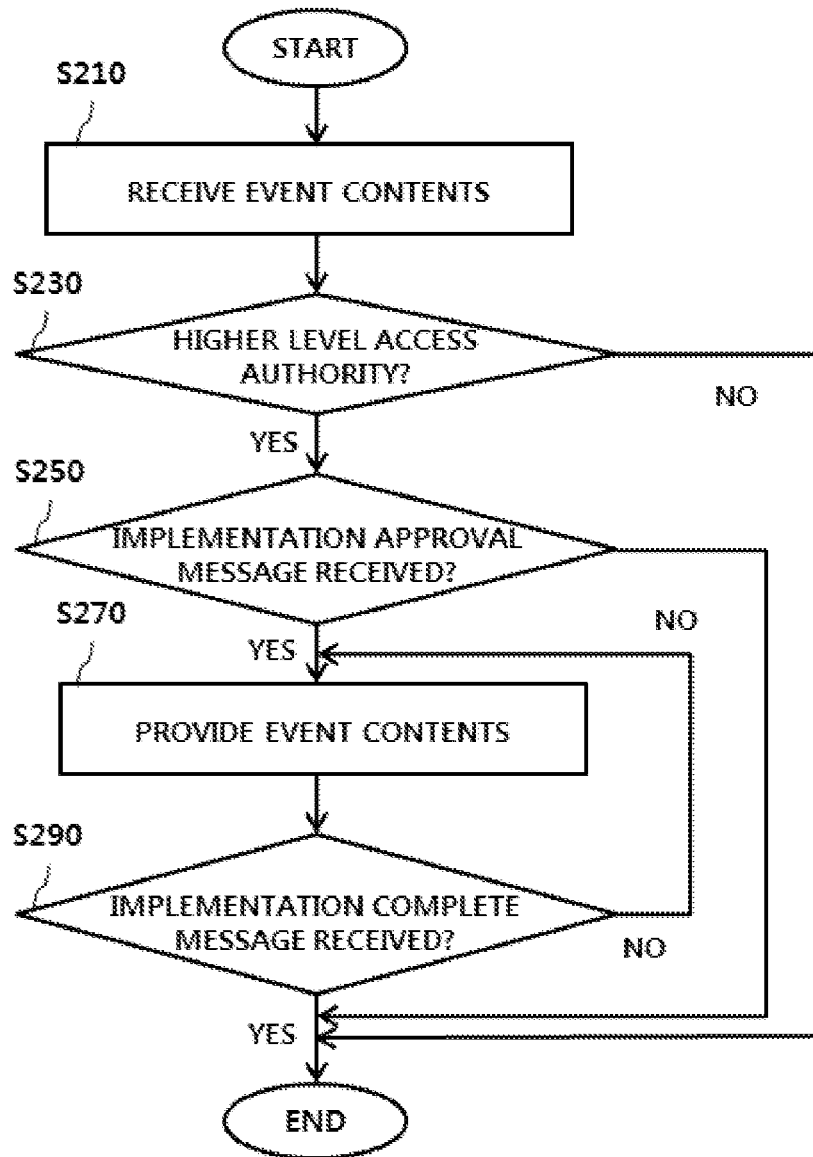 START
S210
RECEIVE EVENT CONTENTS
S230
HIGHER LEVEL ACCESS
AUTHORITY?
NO
YES
S250
IMPLEMENTATION APPROVAL
MESSAGE RECEIVED?
NO
S270
YES
PROVIDE EVENT CONTENTS
S290
IMPLEMENTATION COMPLETE
MESSAGE RECEIVED?
NO
YES
END